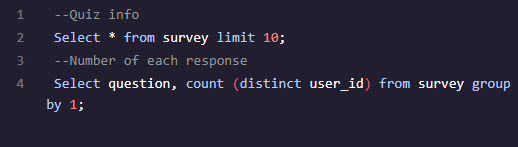 1 --Quiz info
2 Select * from survey limit 10;
3 --Number of each response
4 Select question, count (distinct user_id) from survey group
by 1;